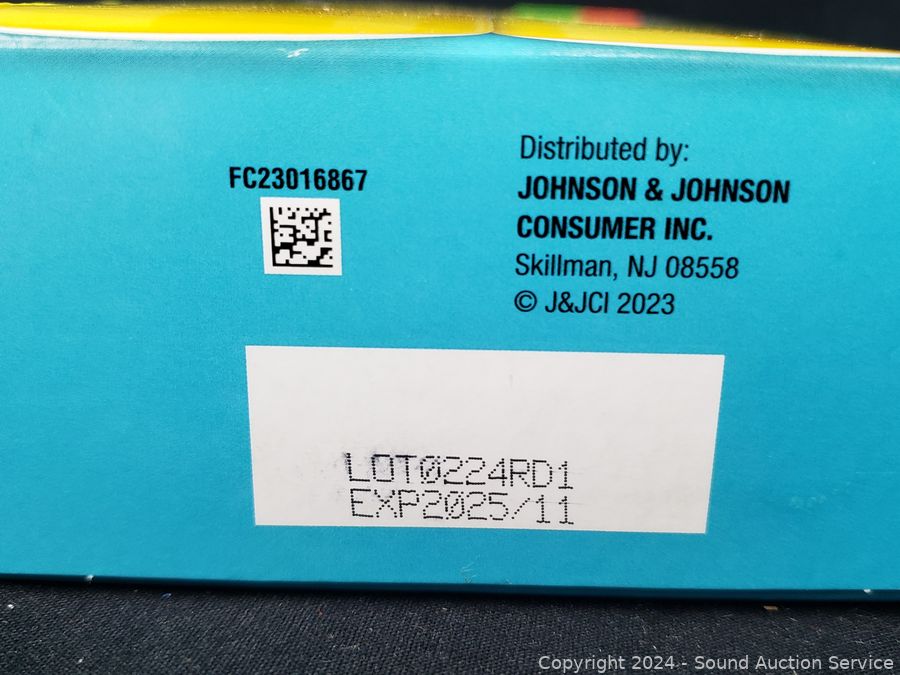 FC23016867
Distributed by:
JOHNSON & JOHNSON
CONSUMER INC.
Skillman, NJ 08558
© J&JCI 2023
LOT0224RD1
EXP2025/11
Copyright 2024 - Sound Auction Service